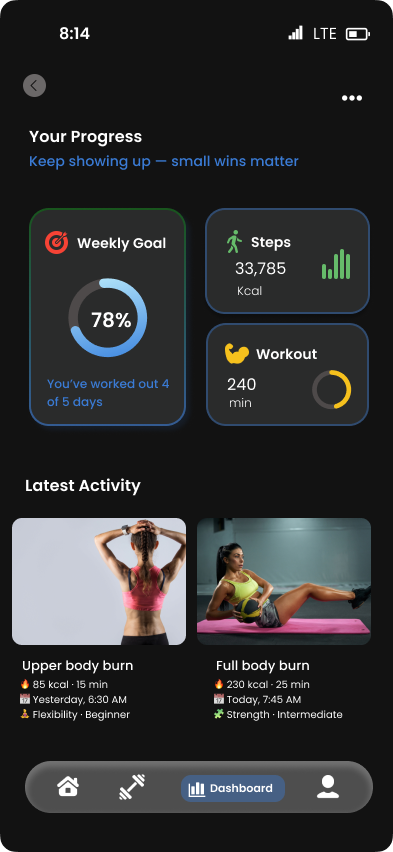 8:14
LTE
Your Progress
Keep showing up — small wins matter
Weekly Goal
78%
You've worked out 4
of 5 days
Steps
33,785
Kcal
Workout
240
min
Latest Activity
Upper body burn
🔥 85 kcal · 15 min
📅 Yesterday, 6:30 AM
🧘 Flexibility · Beginner
Full body burn
🔥 230 kcal · 25 min
📅 Today, 7:45 AM
🧩 Strength · Intermediate
Dashboard